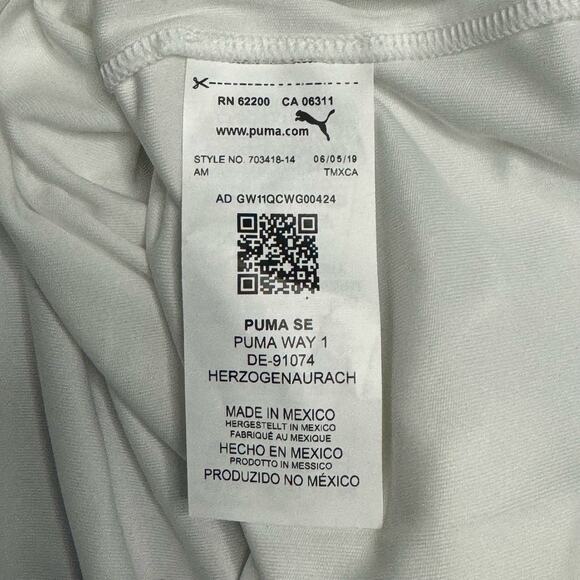 RN 62200 CA 06311
www.puma.com
STYLE NO. 703418-14 06/05/19
AM TMXCA
AD GW11QCWG00424
PUMA SE
PUMA WAY 1
DE-91074
HERZOGENAURACH
MADE IN MEXICO
HERGESTELLT IN MEXICO
FABRIQUÉ AU MEXIQUE
HECHO EN MÉXICO
PRODOTTO IN MESSICO
PRODUZIDO NO MÉXICO